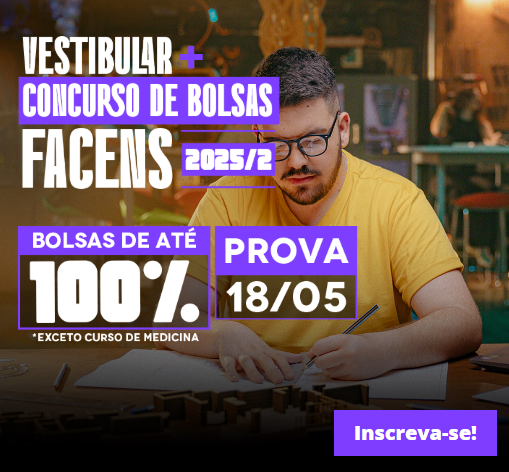 VESTIBULAR +
CONCURSO DE BOLSAS
FACENS 2025/2
BOLSAS DE ATÉ
100%
*EXCETO CURSO DE MEDICINA
PROVA
18/05
Inscreva-se!